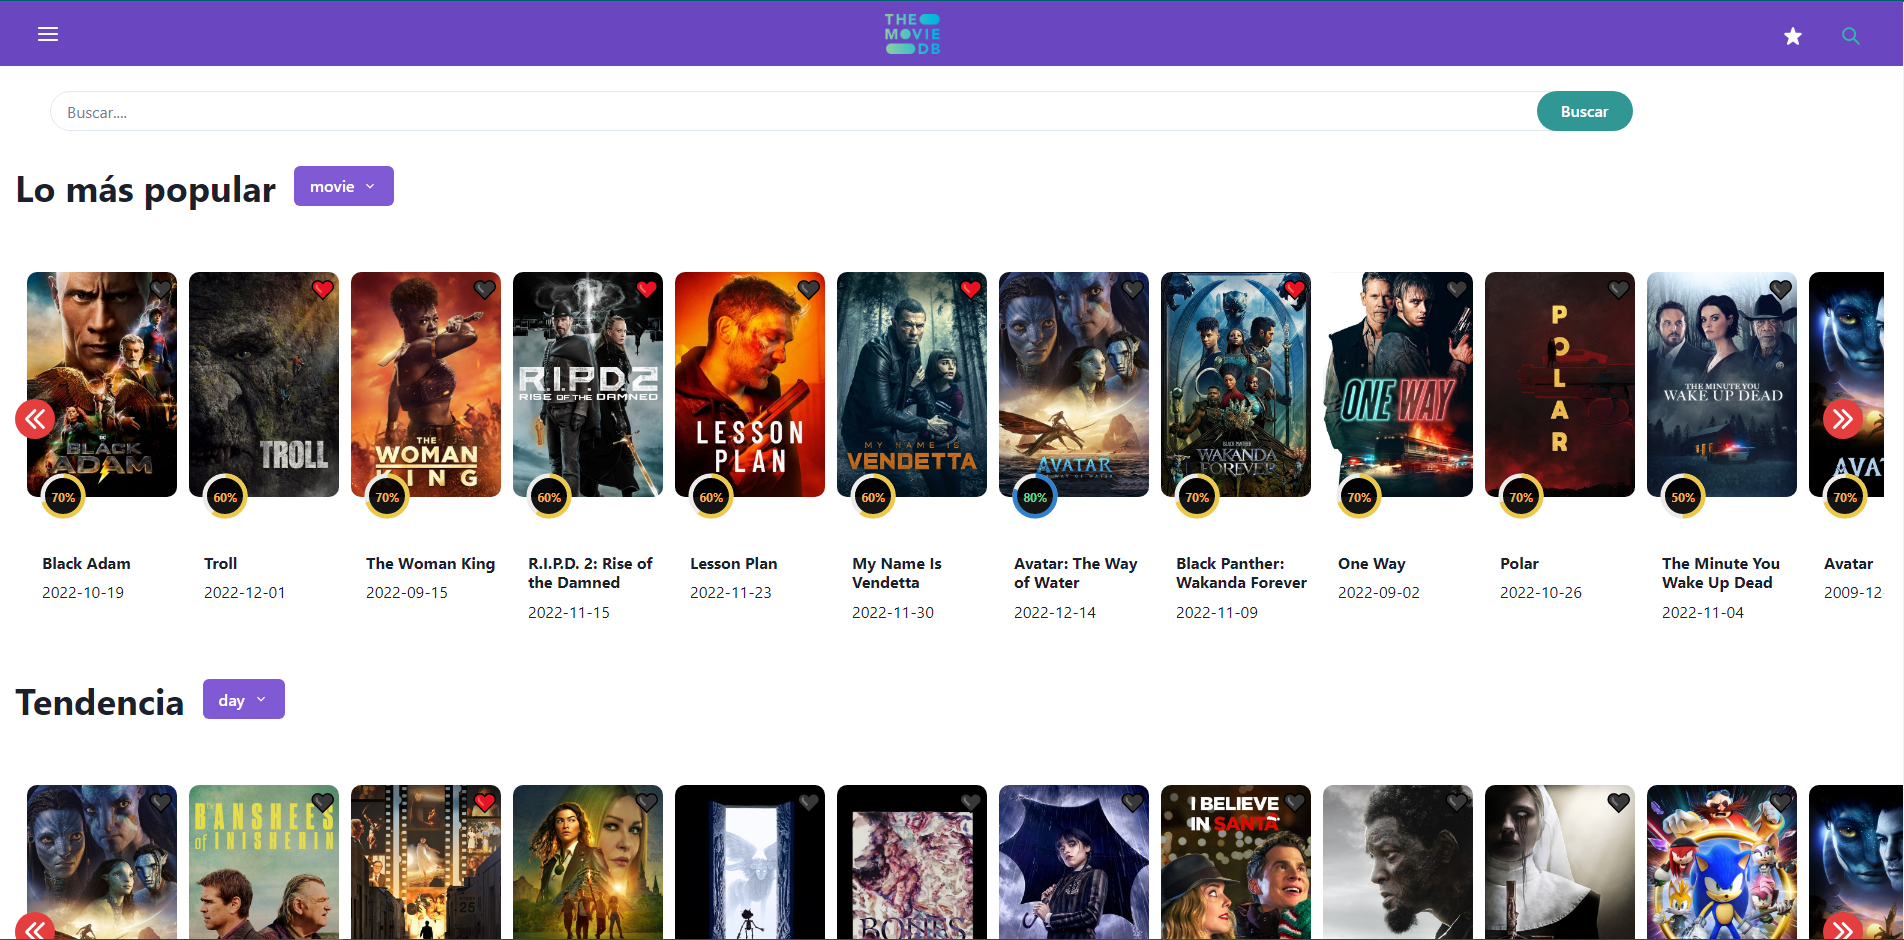 THE
MOVIE
DB
Buscar....
Buscar
Lo más popular
movie
BLACK
ADAM
TROLL
THE
WOMAN
KING
R.I.P.D.2
RISE OF THE DAMNED
LESSON
PLAN
MY NAME IS
VENDETTA
AVATAR
BLACK PANTHER
WAKANDA
FOREVER
ONE WAY
POLAR
THE MINUTE YOU
WAKE UP DEAD
AVA
70%
60%
70%
60%
60%
60%
80%
70%
70%
70%
50%
70%
Black Adam
2022-10-19
Troll
2022-12-01
The Woman King
2022-09-15
R.I.P.D. 2: Rise of
the Damned
2022-11-15
Lesson Plan
2022-11-23
My Name Is
Vendetta
2022-11-30
Avatar: The Way
of Water
2022-12-14
Black Panther:
Wakanda Forever
2022-11-09
One Way
2022-09-02
Polar
2022-10-26
The Minute You
Wake Up Dead
2022-11-04
Avatar
2009-12-
Tendencia
day
THE
BANSHEES
of INISHERIN
BONES
I BELIEVE
IN SANTA